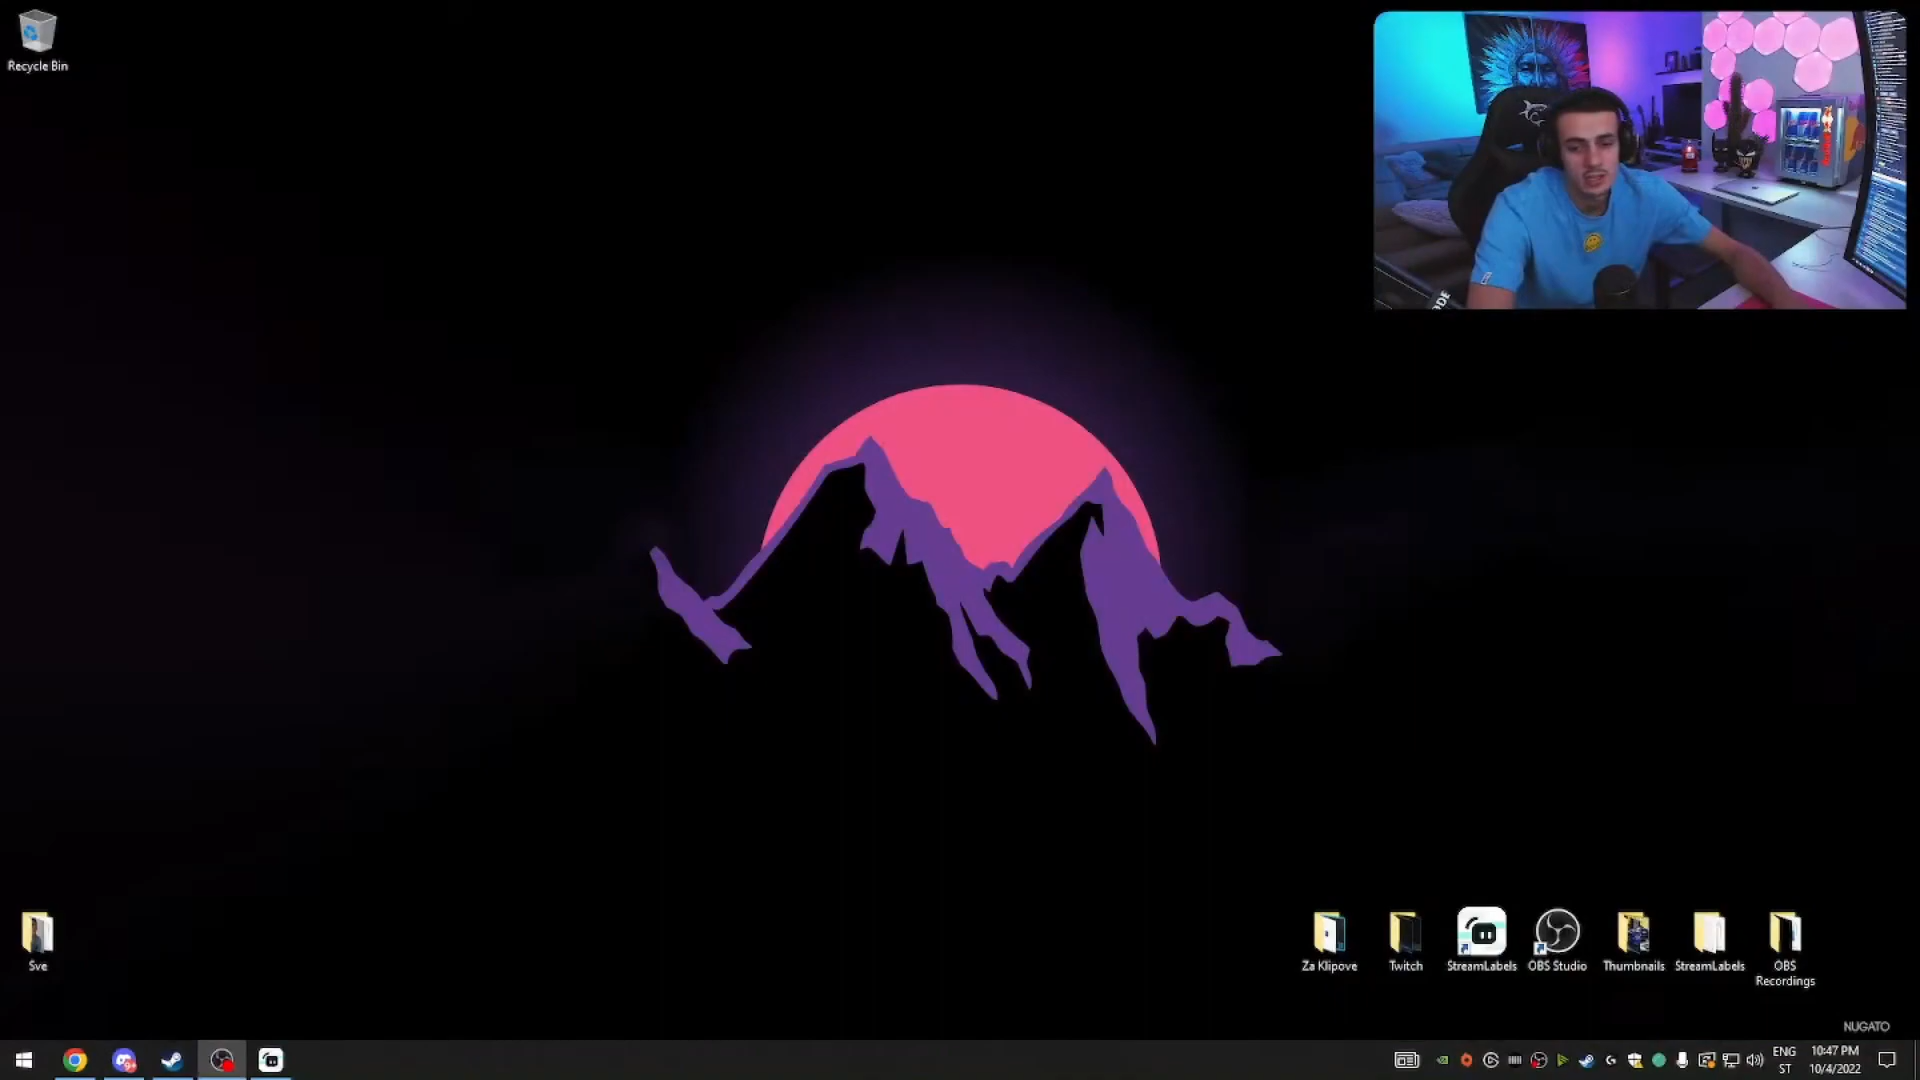 Recycle Bin
Sve
Za Klipove
Twitch
StreamLabels
OBS Studio
Thumbnails
StreamLabels
OBS
Recordings
NUGATO
ENG
ST
10:47 PM
10/4/2022